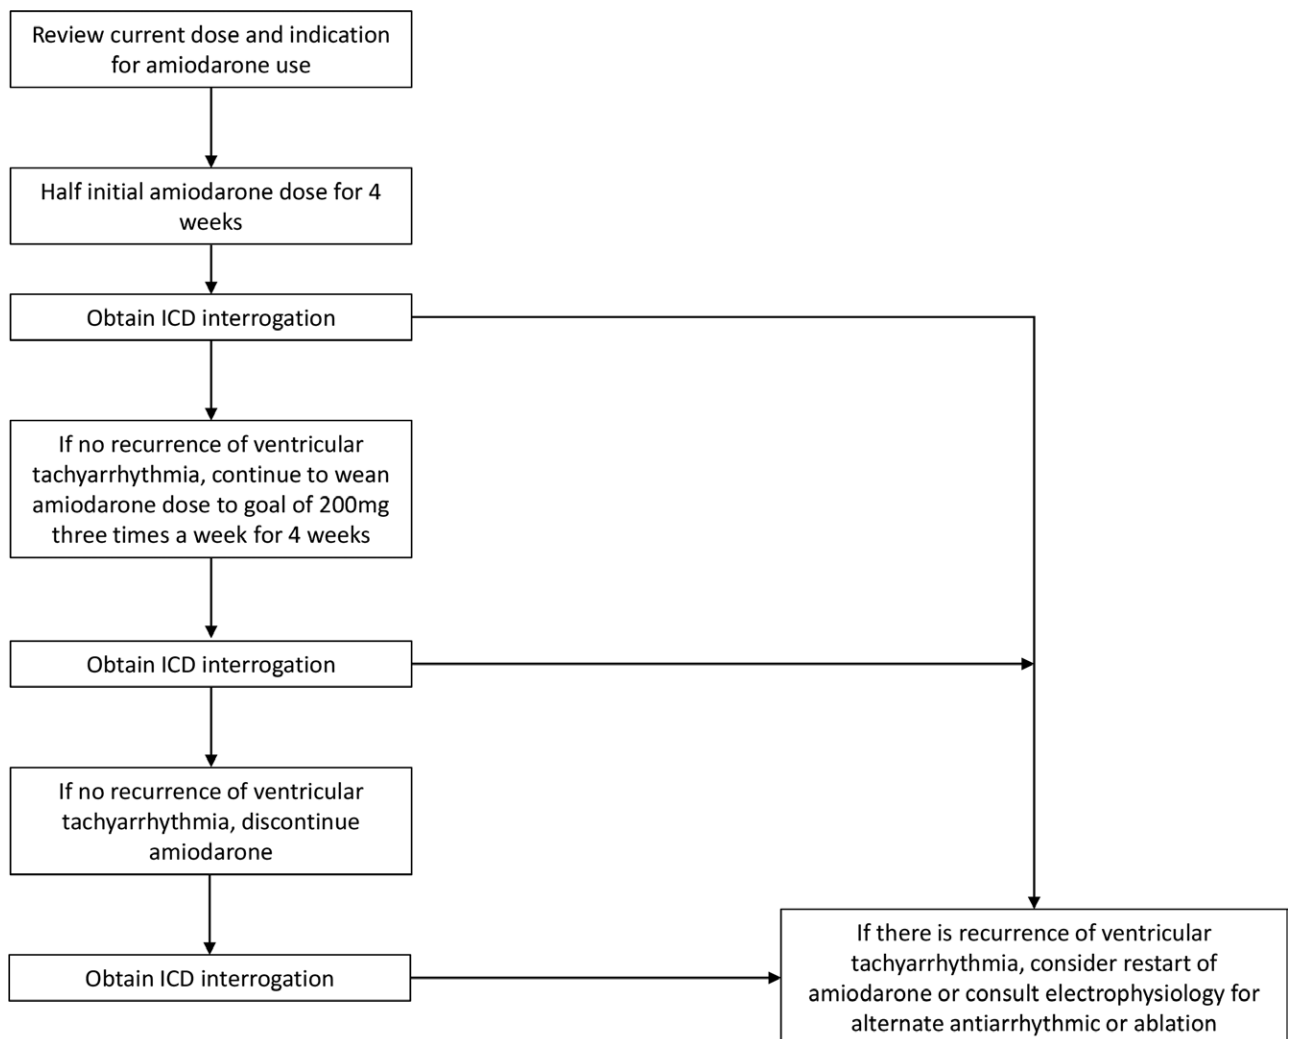 Review current dose and indication
for amiodarone use
Half initial amiodarone dose for 4
weeks
Obtain ICD interrogation
If no recurrence of ventricular
tachyarrhythmia, continue to wean
amiodarone dose to goal of 200mg
three times a week for 4 weeks
Obtain ICD interrogation
If no recurrence of ventricular
tachyarrhythmia, discontinue
amiodarone
Obtain ICD interrogation
If there is recurrence of ventricular
tachyarrhythmia, consider restart of
amiodarone or consult electrophysiology for
alternate antiarrhythmic or ablation